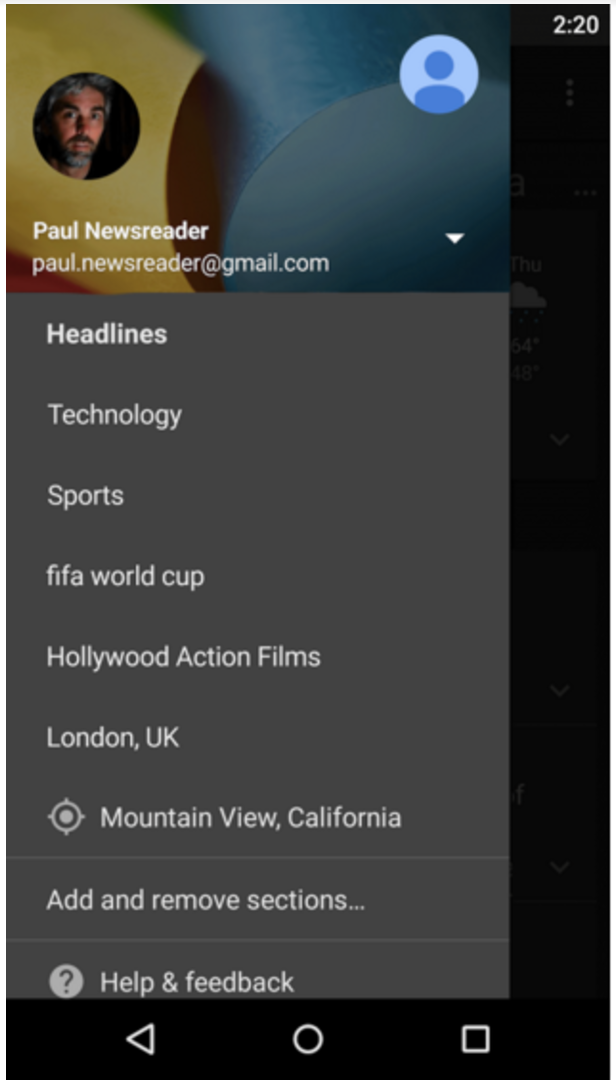 2:20
Paul Newsreader
paul.newsreader@gmail.com
Headlines
Technology
Sports
fifa world cup
Hollywood Action Films
London, UK
Mountain View, California
Add and remove sections...
? Help & feedback
a ...
Thu
64°
48°
of